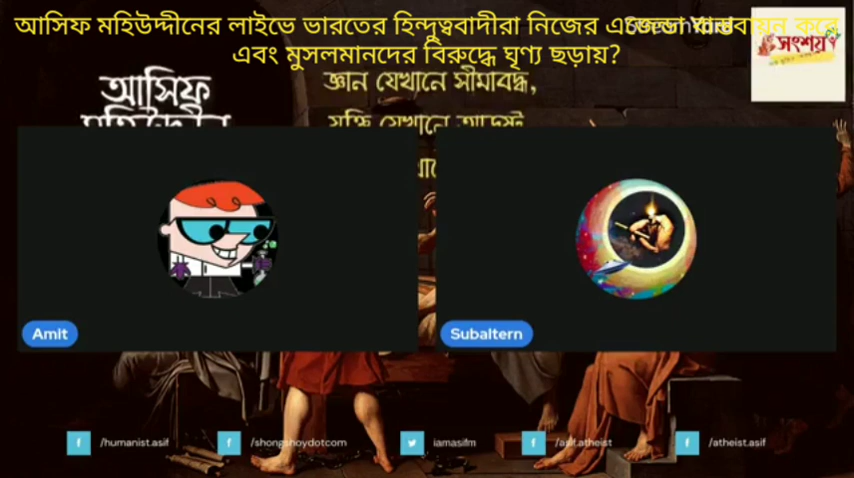 আসিফ মহিউদ্দীনের লাইভে ভারতের হিন্দুত্ববাদীরা নিজের এজেন্ডা বাস্তবায়ন করে
এবং মুসলমানদের বিরুদ্ধে ঘৃণ্য ছড়ায়?
সংশয়
আসিফ
জ্ঞান যেখানে সীমাবদ্ধ,
যেখানে
Amit
Subaltern
/humanist.asif
/shongshoydotcom
iamasifm
/asif.atheist
/atheist.asif